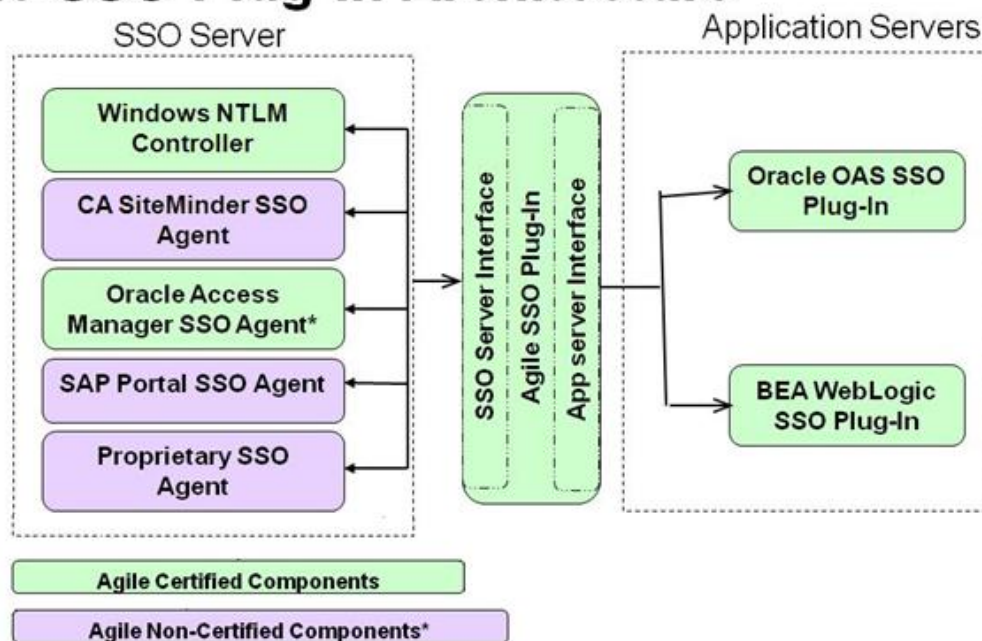 SSO Server
Application Servers
Windows NTLM
Controller
CA SiteMinder SSO
Agent
Oracle Access
Manager SSO Agent*
SAP Portal SSO Agent
Proprietary SSO
Agent
SSO Server Interface
Agile SSO Plug-In
App server Interface
Oracle OAS SSO
Plug-In
BEA WebLogic
SSO Plug-In
Agile Certified Components
Agile Non-Certified Components*